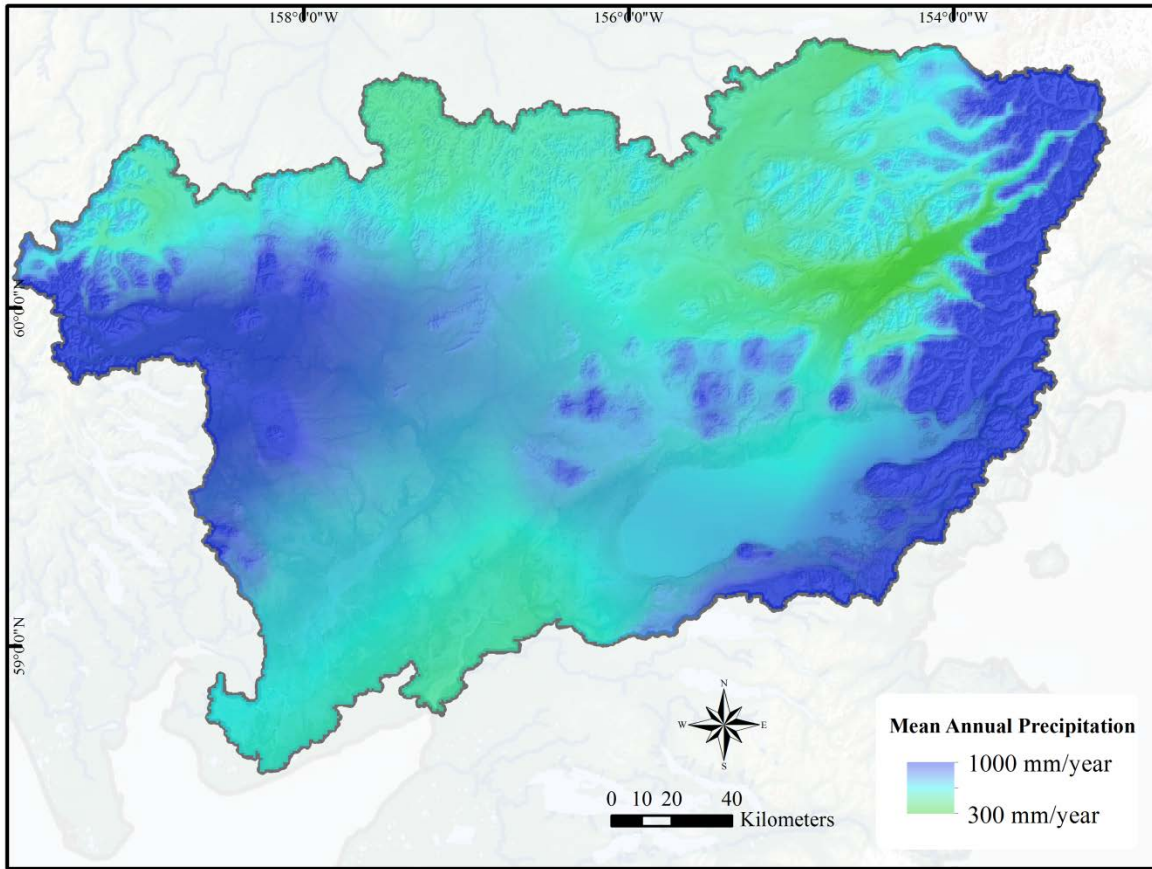 158°0'0"W 156°0'0"W 154°0'0"W
60°0'0"N
59°0'0"N
N
W E
S
0 10 20 40
Kilometers
Mean Annual Precipitation
1000 mm/year
300 mm/year